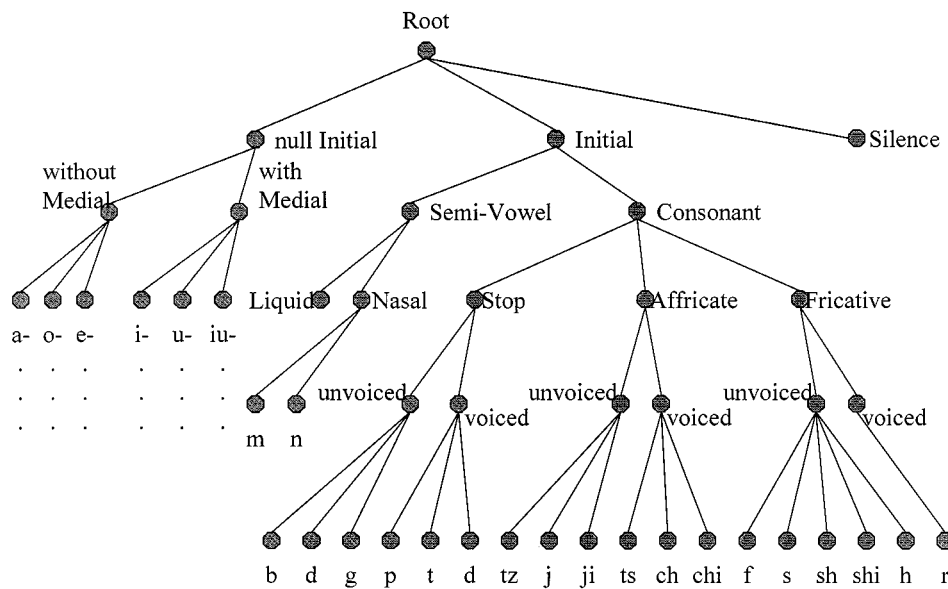 Root
null Initial
Initial
Silence
without
Medial
with
Medial
Semi-Vowel
Consonant
Liquid
Nasal
Stop
Affricate
Fricative
a- o- e- i- u- iu-
. . . . . .
. . . . . .
. . . . . .
unvoiced
voiced
unvoiced
voiced
unvoiced
voiced
m n
b d g p t d tz j ji ts ch chi f s sh shi h r